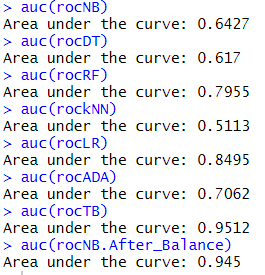 > auc(rocNB)
Area under the curve: 0.6427
> auc(rocDT)
Area under the curve: 0.617
> auc(rocRF)
Area under the curve: 0.7955
> auc(rockNN)
Area under the curve: 0.5113
> auc(rocLR)
Area under the curve: 0.8495
> auc(rocADA)
Area under the curve: 0.7062
> auc(rocTB)
Area under the curve: 0.9512
> auc(rocNB.After_Balance)
Area under the curve: 0.945